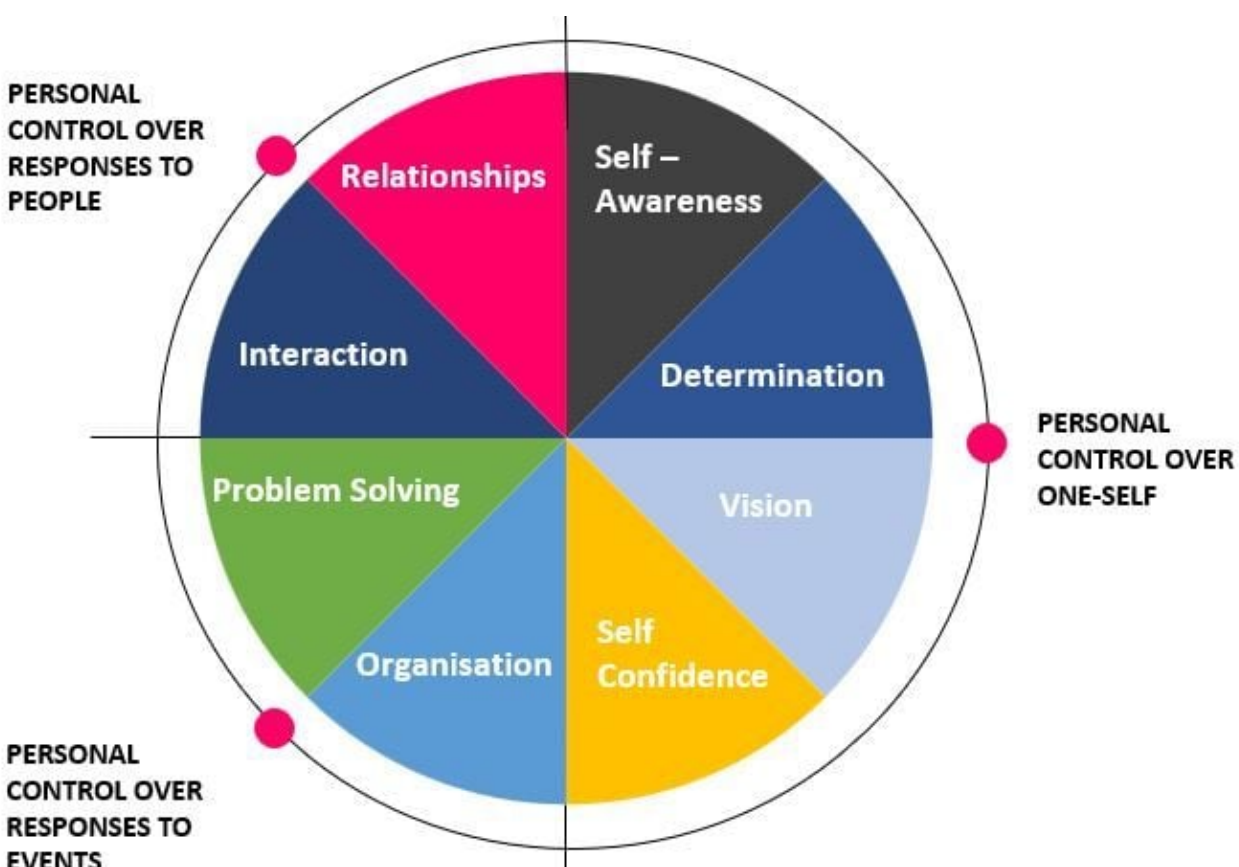 PERSONAL
CONTROL OVER
RESPONSES TO
PEOPLE
Relationships
Self –
Awareness
Interaction
Determination
PERSONAL
CONTROL OVER
ONE-SELF
Problem Solving
Vision
Organisation
Self
Confidence
PERSONAL
CONTROL OVER
RESPONSES TO
EVENTS